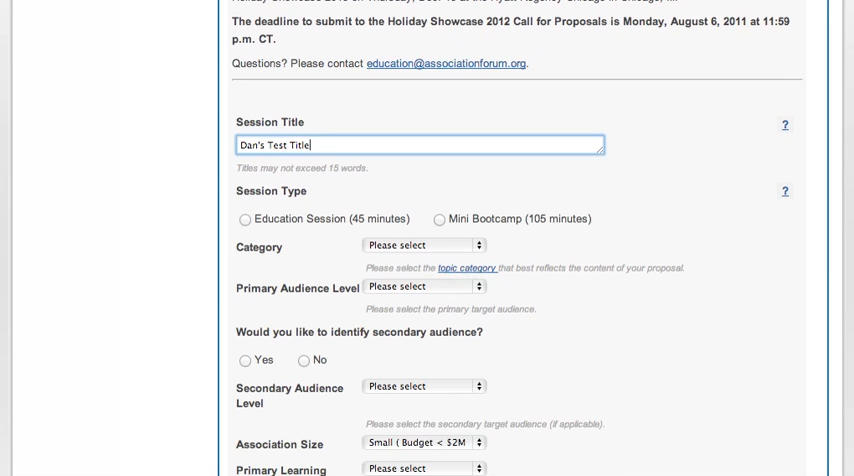 The deadline to submit to the Holiday Showcase 2012 Call for Proposals is Monday, August 6, 2011 at 11:59
p.m. CT.
Questions? Please contact education@associationforum.org.
Session Title
?
Dan's Test Title
Titles may not exceed 15 words.
Session Type
?
Education Session (45 minutes) Mini Bootcamp (105 minutes)
Category Please select
Please select the topic category that best reflects the content of your proposal.
Primary Audience Level Please select
Please select the primary target audience.
Would you like to identify secondary audience?
Yes No
Secondary Audience Please select
Level
Please select the secondary target audience (if applicable).
Association Size Small ( Budget < $2M
Primary Learning Please select